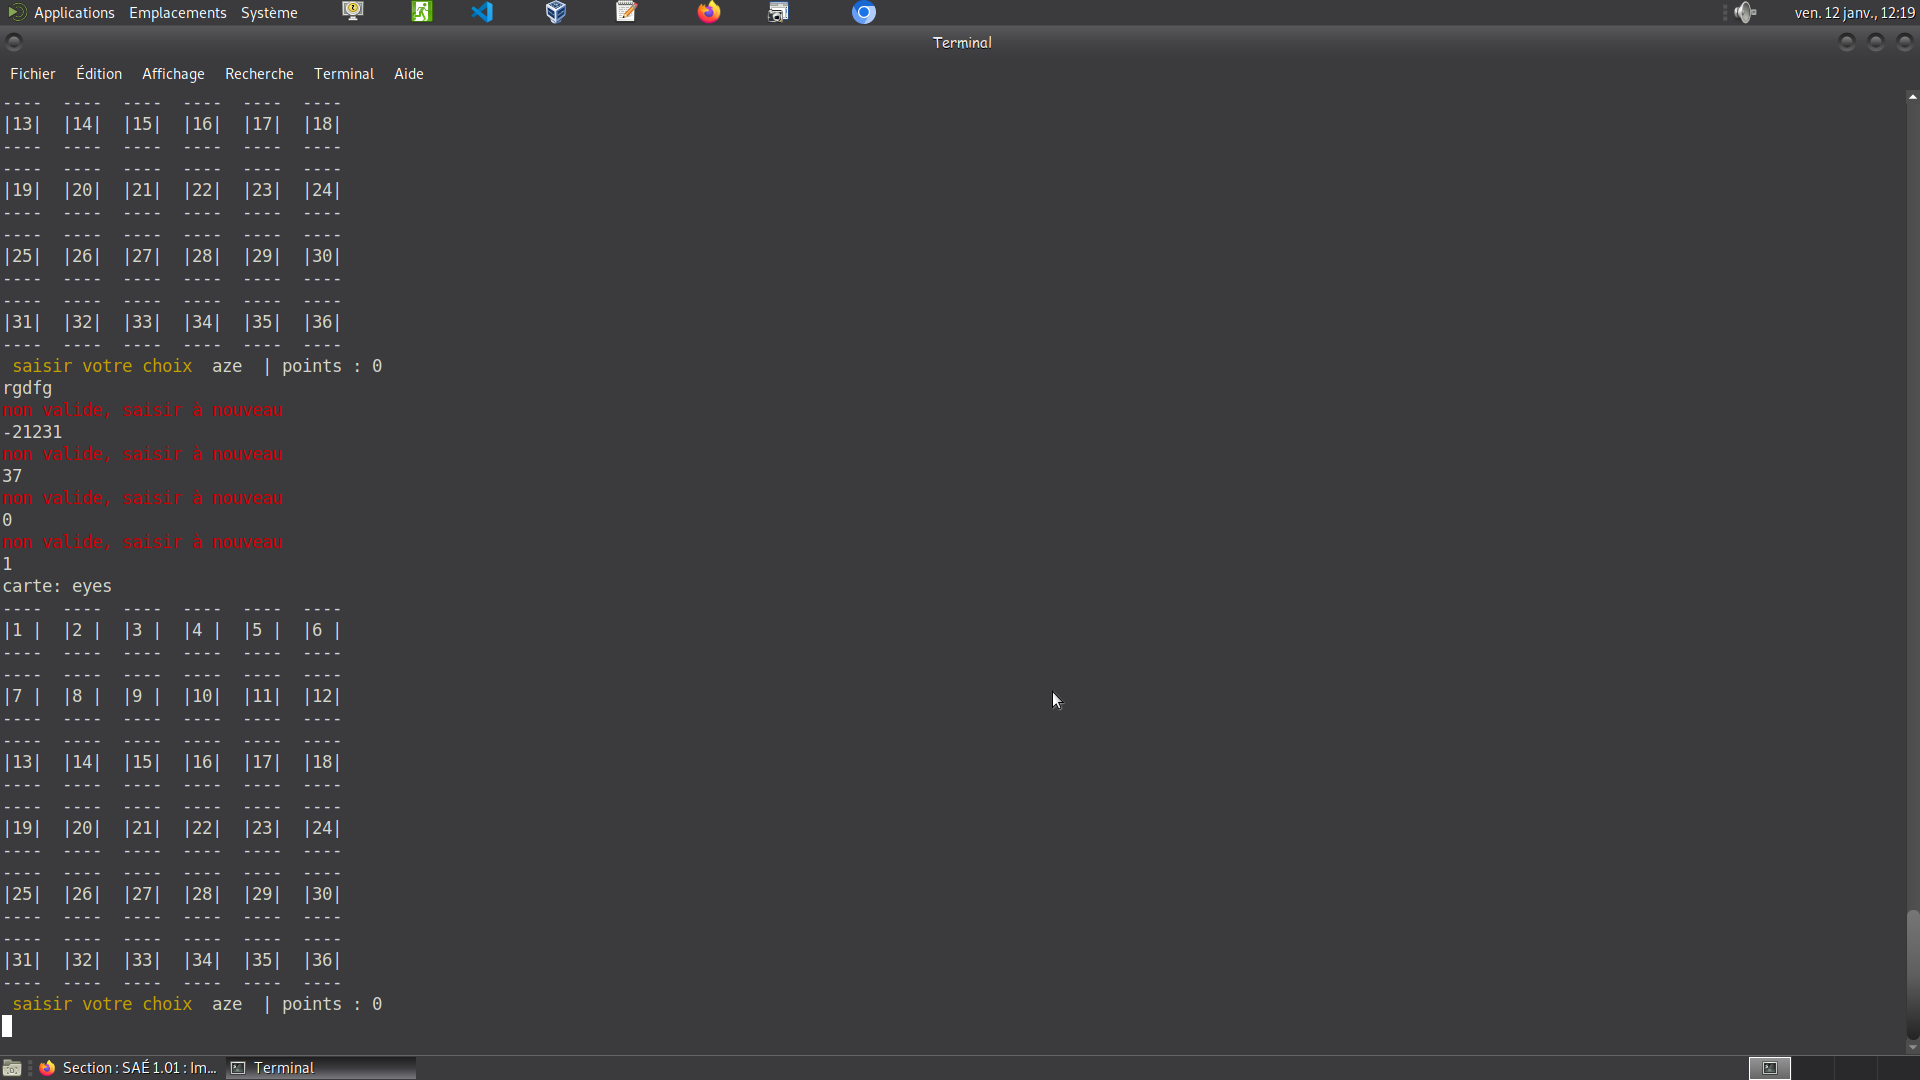 Applications Emplacements Système ven. 12 janv., 12:19
Terminal
Fichier Édition Affichage Recherche Terminal Aide
---- ---- ---- ---- ---- ----
|13| |14| |15| |16| |17| |18|
---- ---- ---- ---- ---- ----
---- ---- ---- ---- ---- ----
|19| |20| |21| |22| |23| |24|
---- ---- ---- ---- ---- ----
---- ---- ---- ---- ---- ----
|25| |26| |27| |28| |29| |30|
---- ---- ---- ---- ---- ----
---- ---- ---- ---- ---- ----
|31| |32| |33| |34| |35| |36|
---- ---- ---- ---- ---- ----
saisir votre choix aze | points : 0
rgdfg
non valide, saisir à nouveau
-21231
non valide, saisir à nouveau
37
non valide, saisir à nouveau
0
non valide, saisir à nouveau
1
carte: eyes
---- ---- ---- ---- ---- ----
|1 | |2 | |3 | |4 | |5 | |6 |
---- ---- ---- ---- ---- ----
---- ---- ---- ---- ---- ----
|7 | |8 | |9 | |10| |11| |12|
---- ---- ---- ---- ---- ----
---- ---- ---- ---- ---- ----
|13| |14| |15| |16| |17| |18|
---- ---- ---- ---- ---- ----
---- ---- ---- ---- ---- ----
|19| |20| |21| |22| |23| |24|
---- ---- ---- ---- ---- ----
---- ---- ---- ---- ---- ----
|25| |26| |27| |28| |29| |30|
---- ---- ---- ---- ---- ----
---- ---- ---- ---- ---- ----
|31| |32| |33| |34| |35| |36|
---- ---- ---- ---- ---- ----
saisir votre choix aze | points : 0
Section : SAÉ 1.01 : Im... Terminal